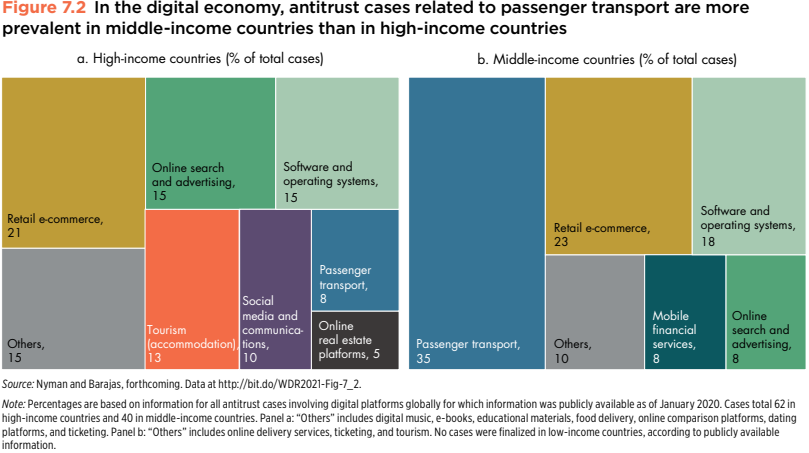 Figure 7.2 In the digital economy, antitrust cases related to passenger transport are more
prevalent in middle-income countries than in high-income countries
a. High-income countries (% of total cases)
Retail e-commerce,
21
Others,
15
Online search
and advertising,
15
Software and
operating systems,
15
Tourism
(accommodation),
13
Social
media and
communica-
tions,
10
Passenger
transport,
8
Online
real estate
platforms, 5
b. Middle-income countries (% of total cases)
Passenger transport,
35
Retail e-commerce,
23
Software and
operating systems,
18
Others,
10
Mobile
financial
services,
8
Online
search and
advertising,
8
Source: Nyman and Barajas, forthcoming. Data at http://bit.do/WDR2021-Fig-7_2.
Note: Percentages are based on information for all antitrust cases involving digital platforms globally for which information was publicly available as of January 2020. Cases total 62 in
high-income countries and 40 in middle-income countries. Panel a: “Others” includes digital music, e-books, educational materials, food delivery, online comparison platforms, dating
platforms, and ticketing. Panel b: “Others” includes online delivery services, ticketing, and tourism. No cases were finalized in low-income countries, according to publicly available
information.